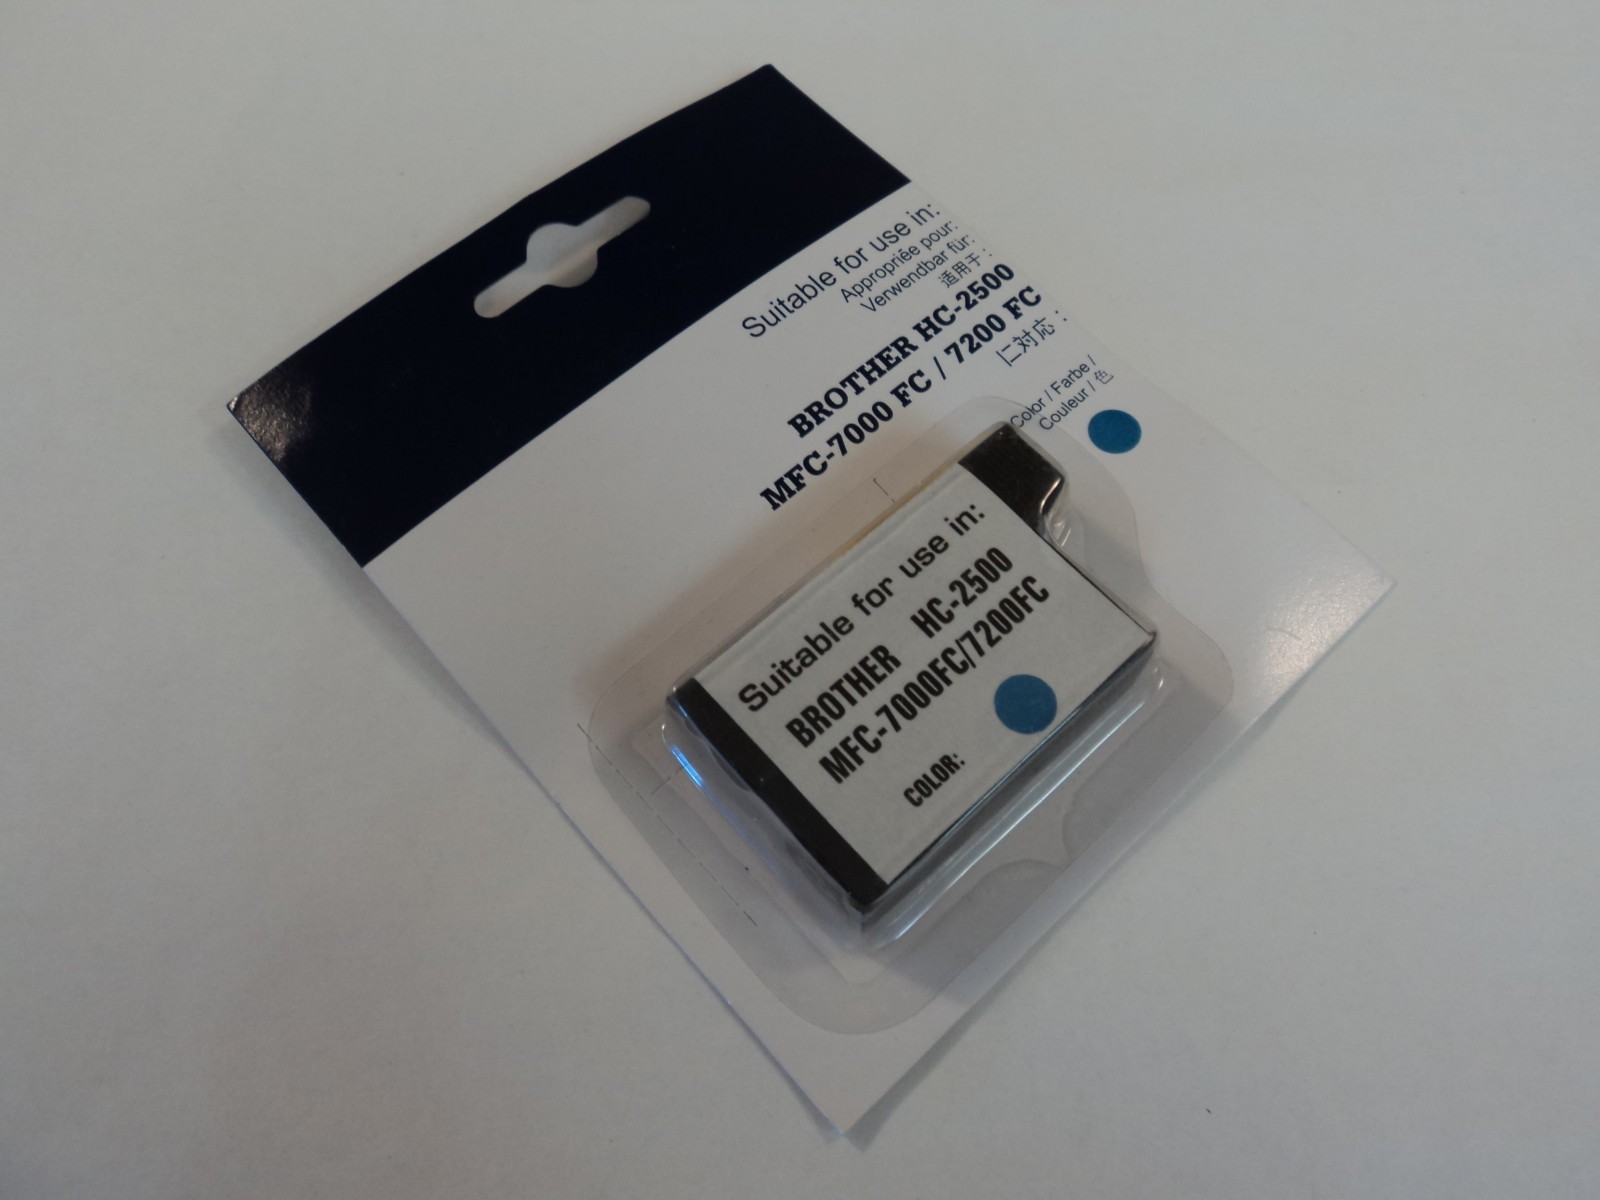 Suitable for use in:
Appropriée pour:
Verwendbar für:
适用于：
BROTHER HC-2500
MFC-7000 FC / 7200 FC
に対応：
Color / Farbe /
Couleur / 色
Suitable for use in:
BROTHER HC-2500
MFC-7000FC/7200FC
COLOR: